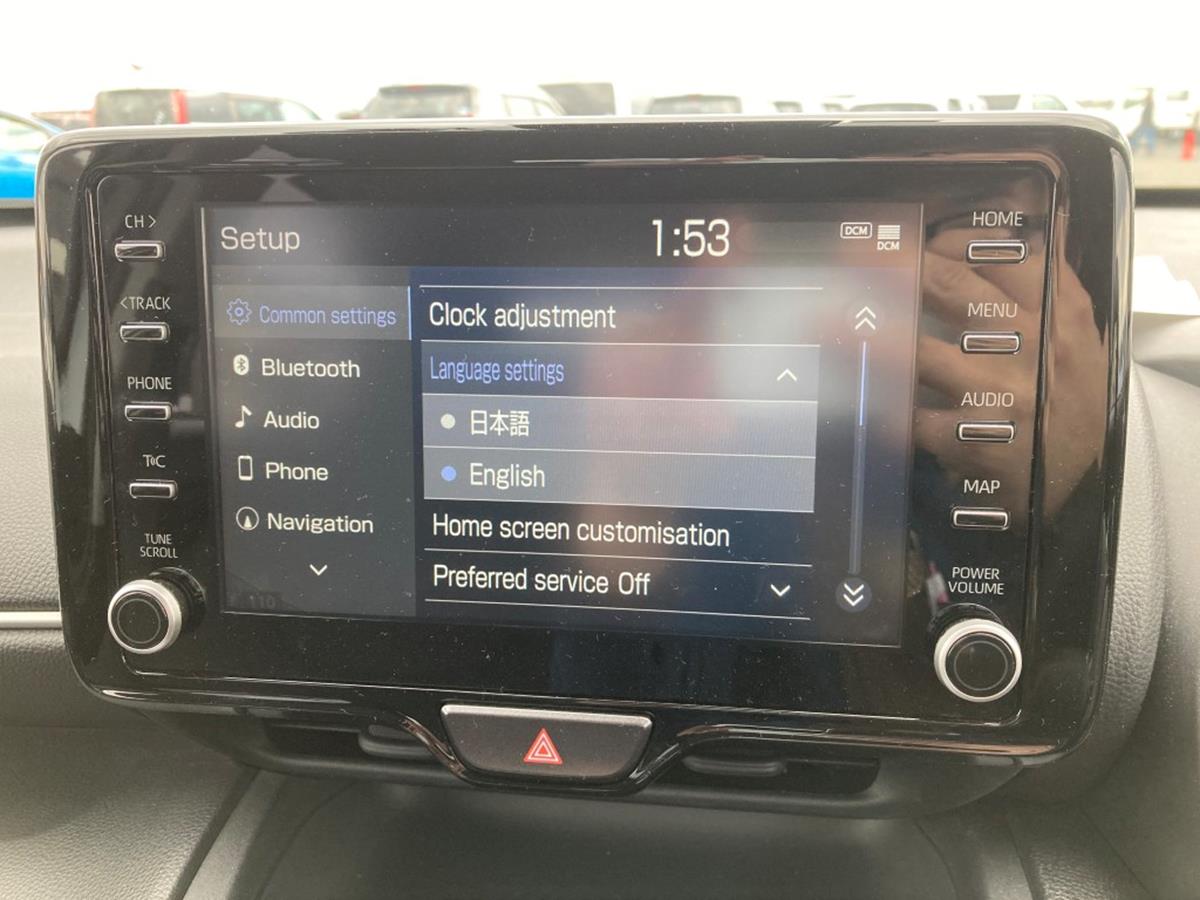 CH >
< TRACK
PHONE
T&C
TUNE
SCROLL
Setup
1:53
DCM
DCM
Common settings
Bluetooth
Audio
Phone
Navigation
Clock adjustment
Language settings
日本語
English
Home screen customisation
Preferred service Off
HOME
MENU
AUDIO
MAP
POWER
VOLUME